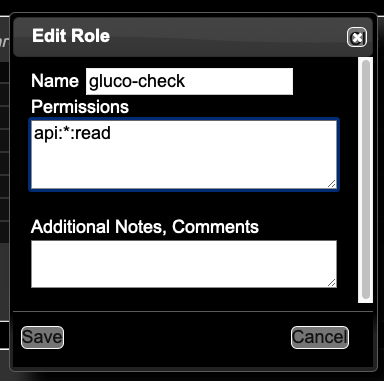 Edit Role
Name gluco-check
Permissions
api:*:read
Additional Notes, Comments
Save Cancel